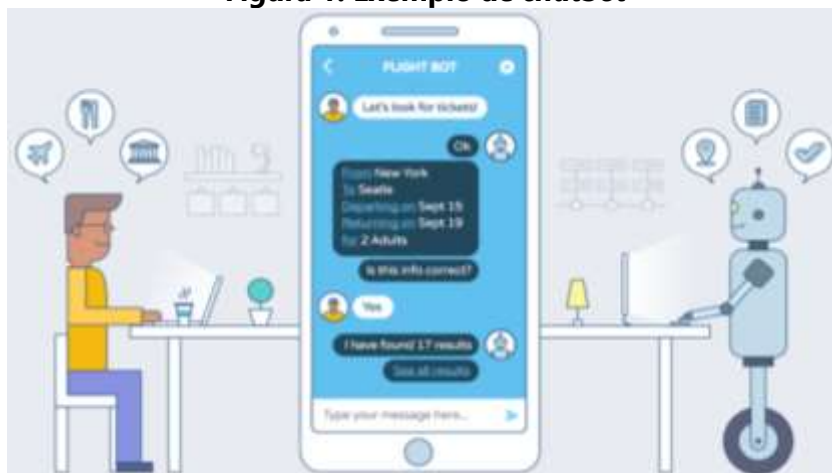 Figura 1: Exemplo de chatbot
FLIGHT BOT
Let's look for tickets!
Ok
From New York
To Seatle
Departing on Sept 15
Returning on Sept 19
for 2 Adults
Is this info correct?
Yes
I have found 17 results
See all results
Type your message here...